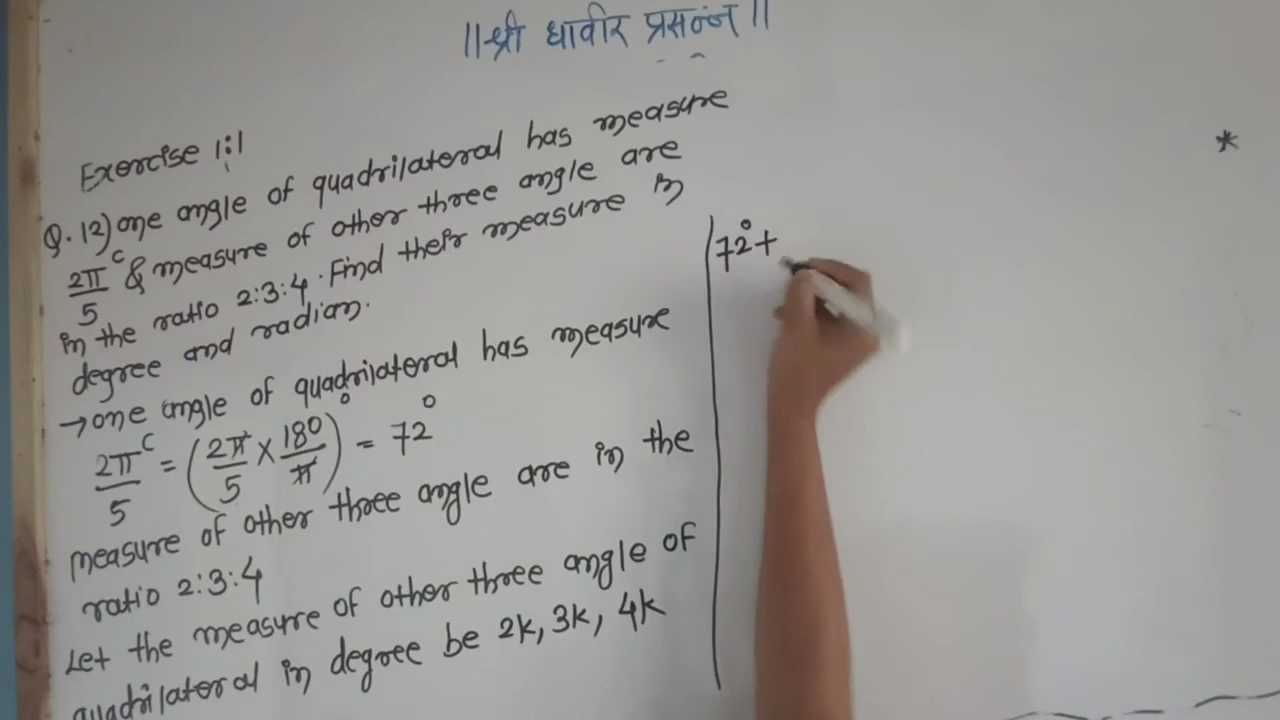 ||श्री धावीर प्रसन्न||
Exercise 1:1
Q. 12) one angle of quadrilateral has measure
2π/5 ᶜ & measure of other three angle are in
in the ratio 2:3:4. Find their measure in
degree and radian.
→ one angle of quadrilateral has measure
2π/5 ᶜ = (2π/5 × 180/π)° = 72°
measure of other three angle are in the
ratio 2:3:4
Let the measure of other three angle of
quadrilateral in degree be 2k, 3k, 4k
72° +
*